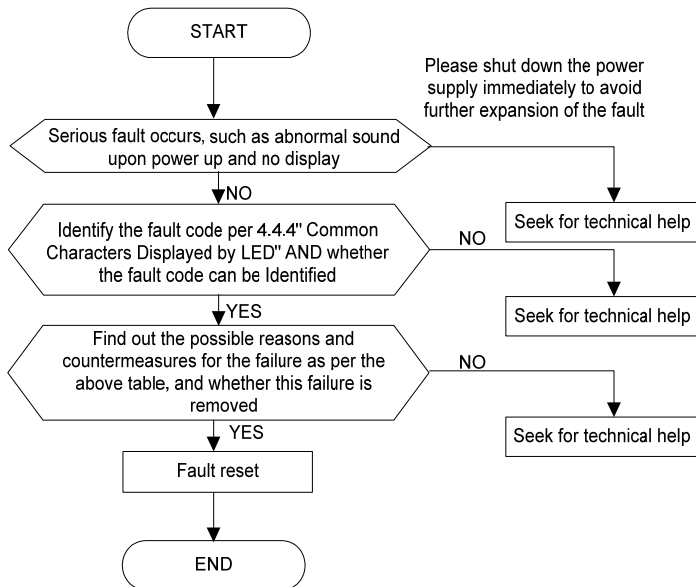 START
Please shut down the power
supply immediately to avoid
further expansion of the fault
Serious fault occurs, such as abnormal sound
upon power up and no display
NO
Seek for technical help
Identify the fault code per 4.4.4" Common
Characters Displayed by LED" AND whether
the fault code can be Identified
NO
Seek for technical help
YES
Find out the possible reasons and
countermeasures for the failure as per the
above table, and whether this failure is
removed
NO
Seek for technical help
YES
Fault reset
END